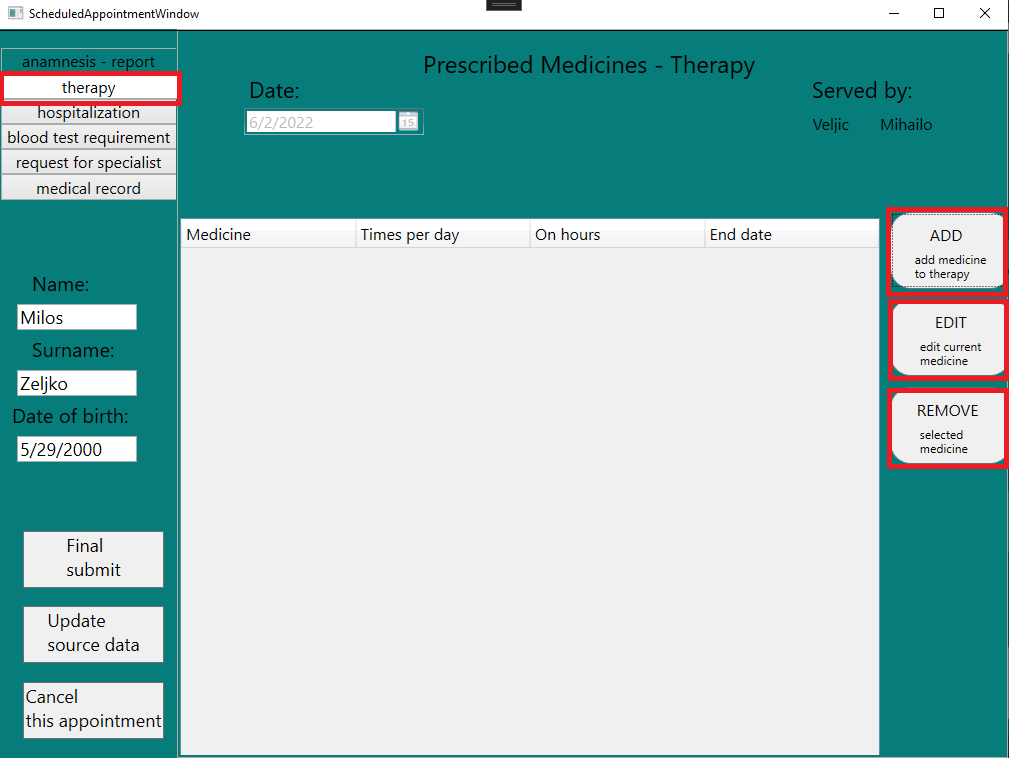 ScheduledAppointmentWindow
anamnesis - report
therapy
hospitalization
blood test requirement
request for specialist
medical record
Prescribed Medicines - Therapy
Date:
6/2/2022
15
Served by:
Veljic Mihailo
Medicine Times per day On hours End date
ADD
add medicine
to therapy
EDIT
edit current
medicine
REMOVE
selected
medicine
Name:
Milos
Surname:
Zeljko
Date of birth:
5/29/2000
Final
submit
Update
source data
Cancel
this appointment